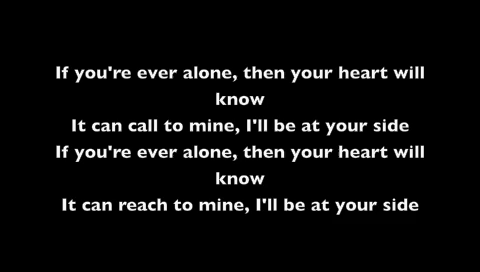 If you're ever alone, then your heart will
know
It can call to mine, I'll be at your side
If you're ever alone, then your heart will
know
It can reach to mine, I'll be at your side